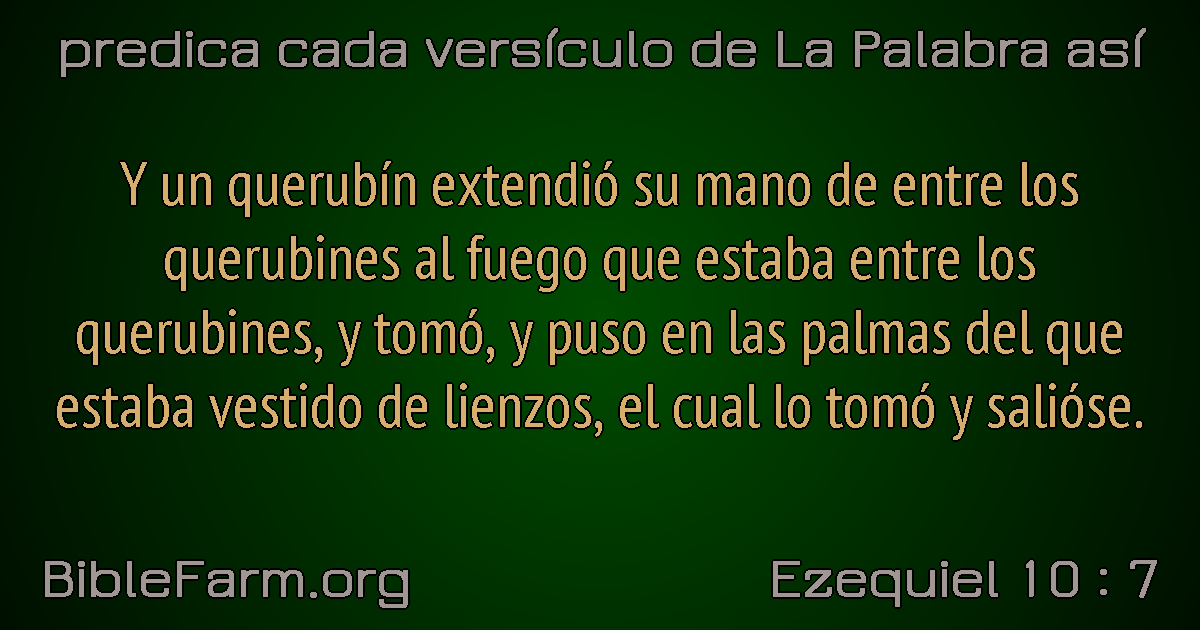 predica cada versículo de La Palabra así
Y un querubín extendió su mano de entre los
querubines al fuego que estaba entre los
querubines, y tomó, y puso en las palmas del que
estaba vestido de lienzos, el cual lo tomó y salióse.
BibleFarm.org
Ezequiel 10 : 7